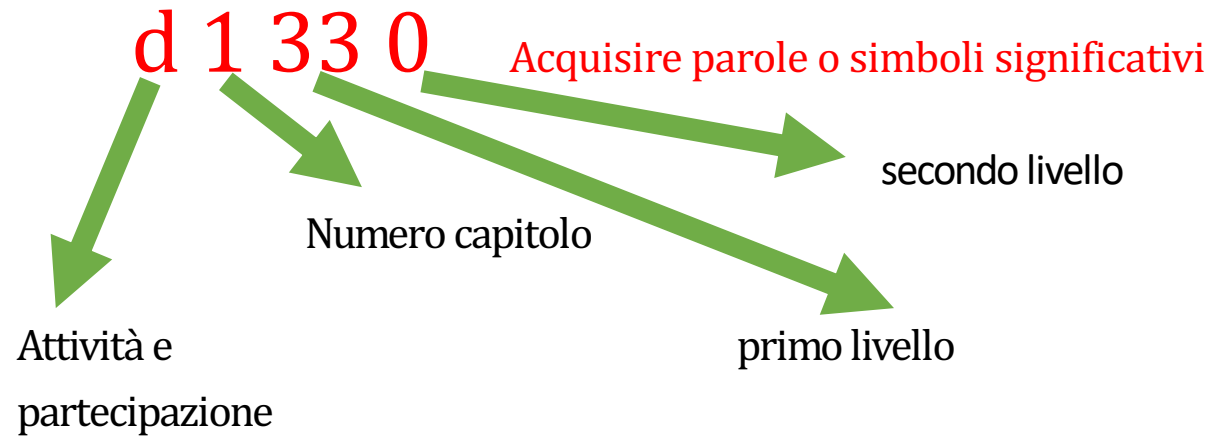 d 1 33 0 Acquisire parole o simboli significativi
secondo livello
Numero capitolo
Attività e
partecipazione
primo livello